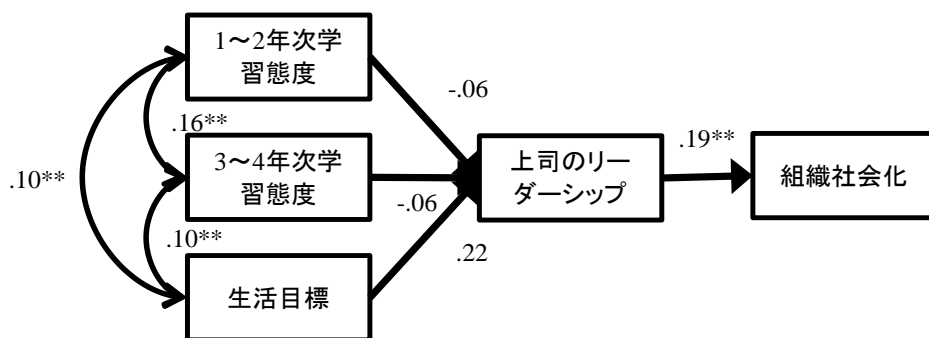 1～2年次学
習態度
-.06
.16**
.19**
3～4年次学
習態度
上司のリー
ダーシップ
組織社会化
.10**
-.06
.10**
.22
生活目標